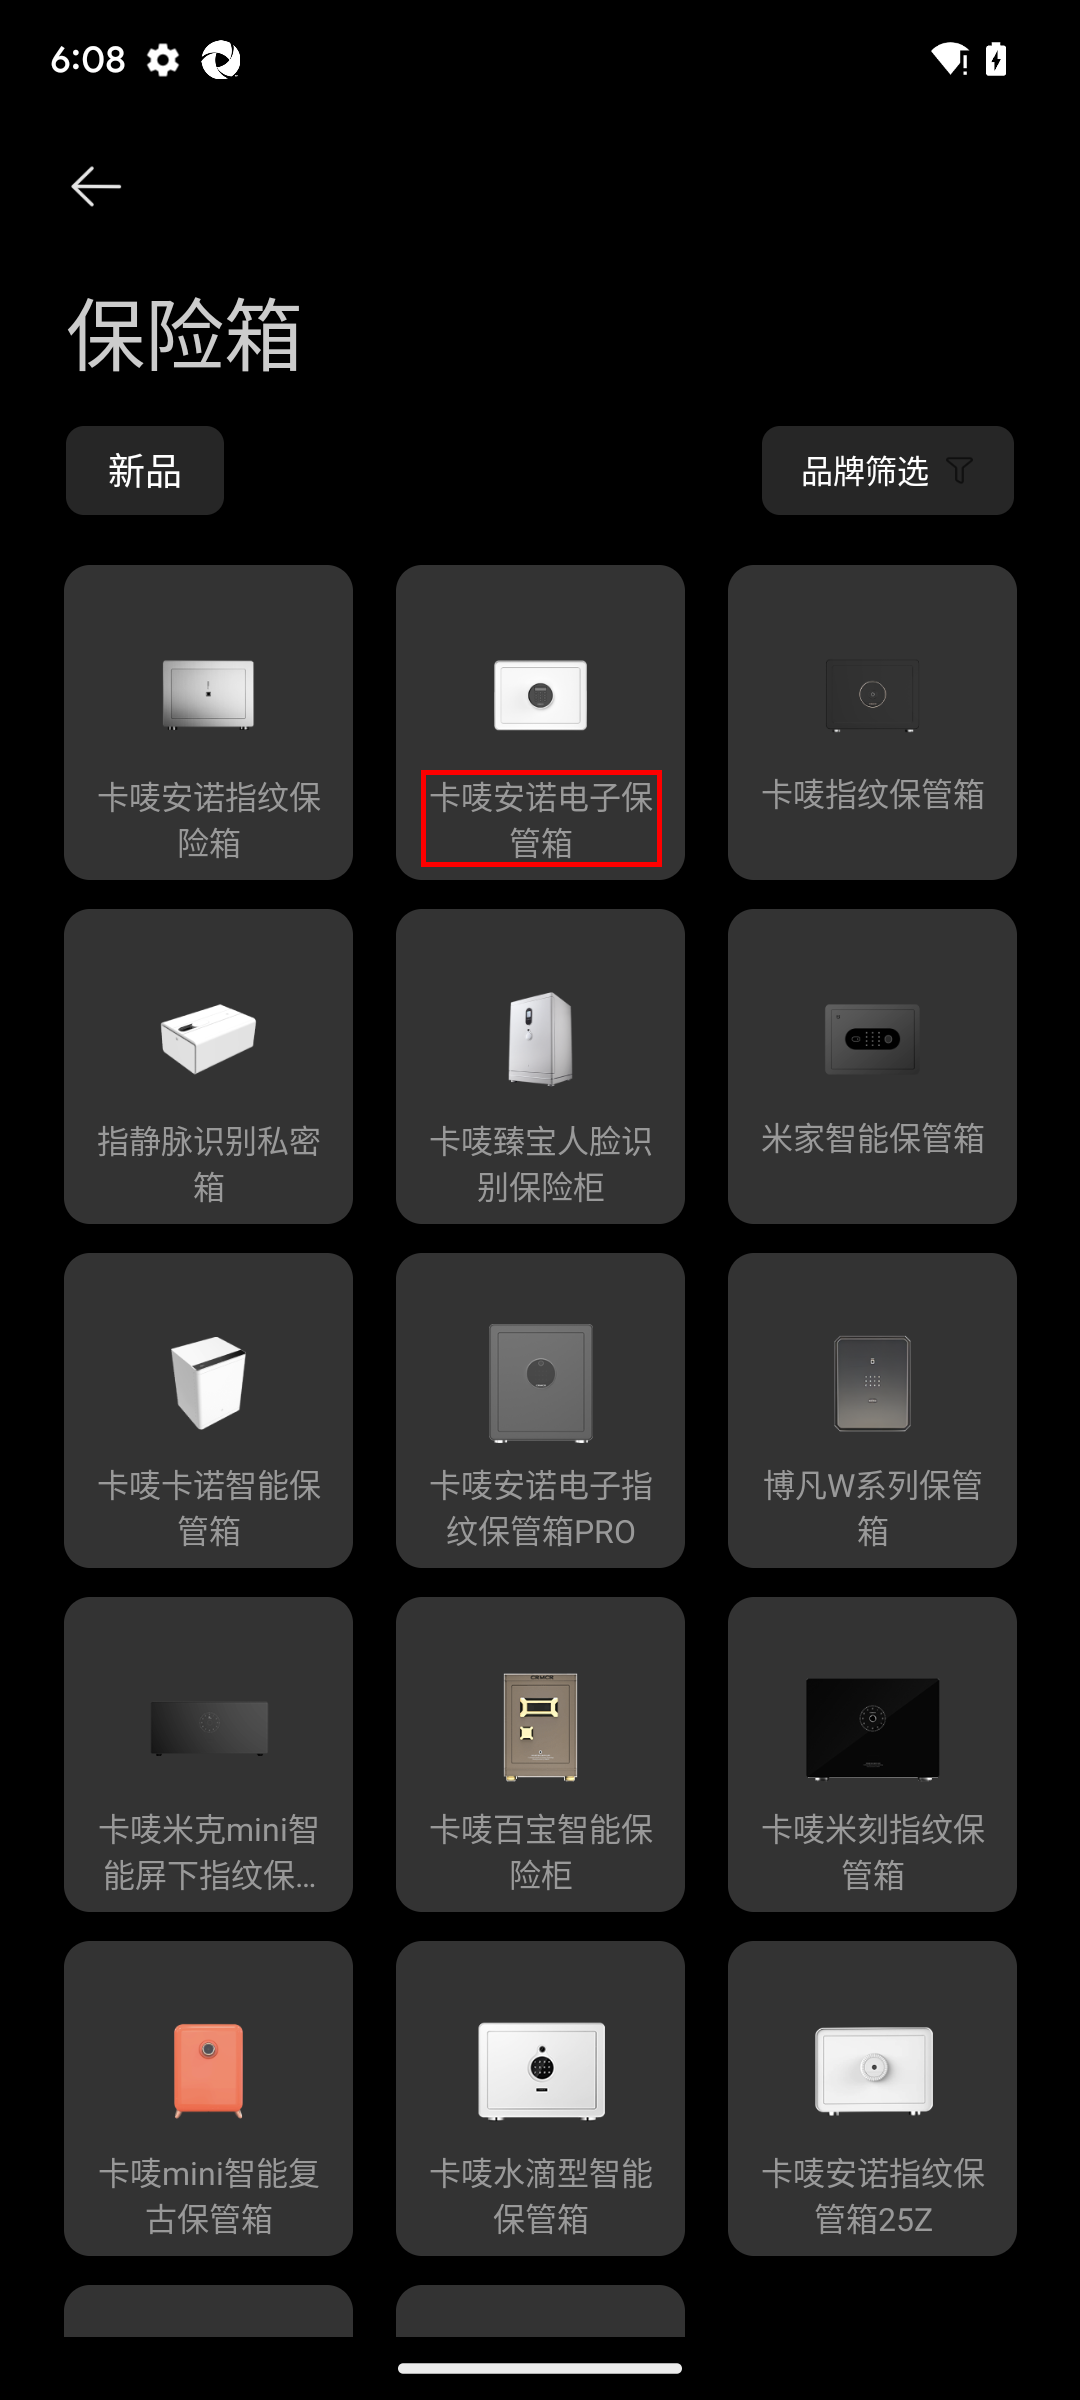 6:08
保险箱
新品
品牌筛选
卡唛安诺指纹保
险箱
卡唛安诺电子保
管箱
卡唛指纹保管箱
指静脉识别私密
箱
卡唛臻宝人脸识
别保险柜
米家智能保管箱
卡唛卡诺智能保
管箱
卡唛安诺电子指
纹保管箱PRO
博凡W系列保管
箱
卡唛米克mini智
能屏下指纹保...
卡唛百宝智能保
险柜
卡唛米刻指纹保
管箱
卡唛mini智能复
古保管箱
卡唛水滴型智能
保管箱
卡唛安诺指纹保
管箱25Z